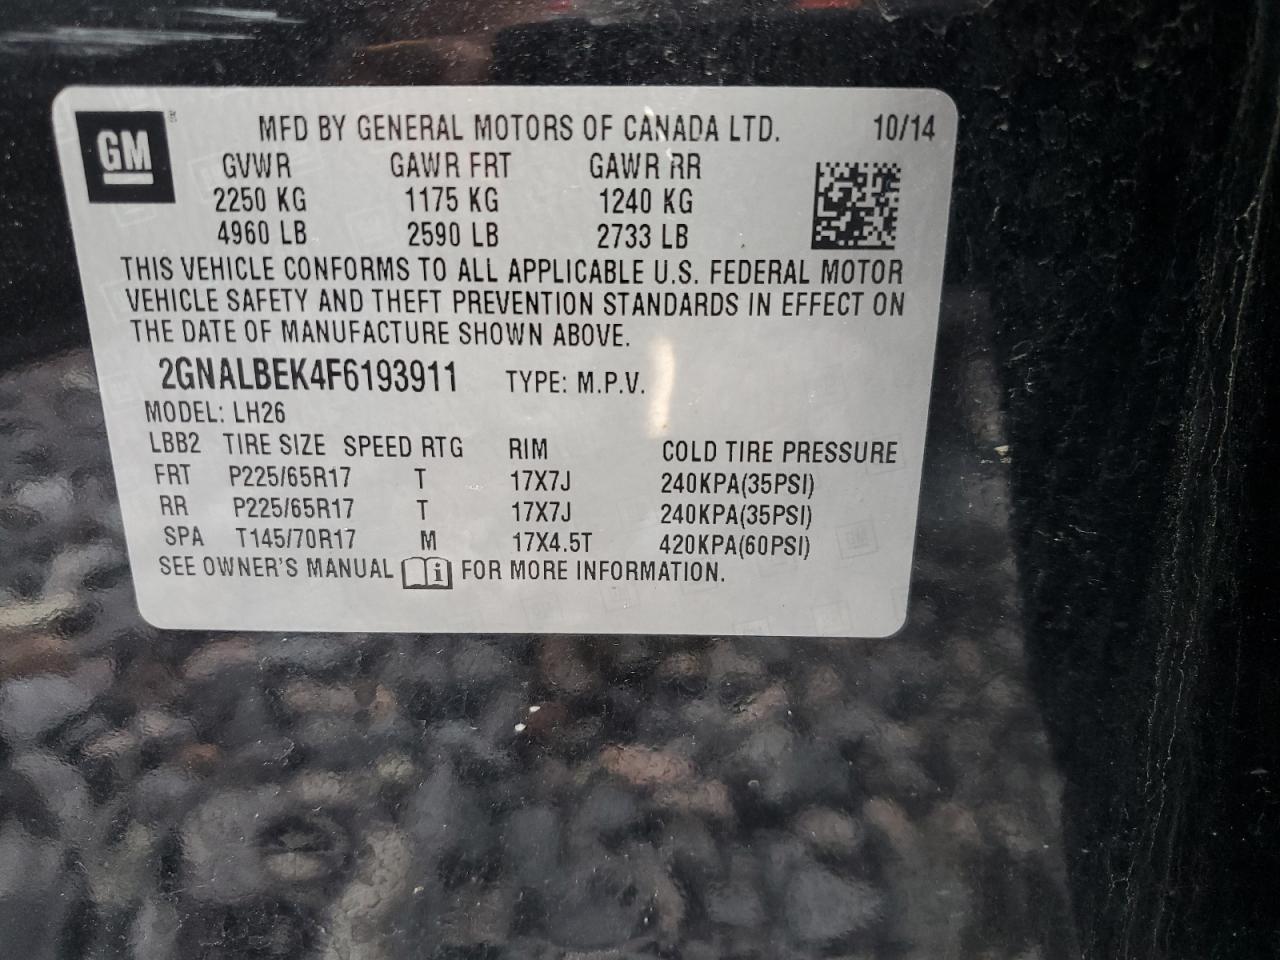 GM ® MFD BY GENERAL MOTORS OF CANADA LTD. 10/14
GVWR GAWR FRT GAWR RR
2250 KG 1175 KG 1240 KG
4960 LB 2590 LB 2733 LB
THIS VEHICLE CONFORMS TO ALL APPLICABLE U.S. FEDERAL MOTOR
VEHICLE SAFETY AND THEFT PREVENTION STANDARDS IN EFFECT ON
THE DATE OF MANUFACTURE SHOWN ABOVE.
2GNALBEK4F6193911 TYPE: M.P.V.
MODEL: LH26
LBB2 TIRE SIZE SPEED RTG RIM COLD TIRE PRESSURE
FRT P225/65R17 T 17X7J 240KPA(35PSI)
RR P225/65R17 T 17X7J 240KPA(35PSI)
SPA T145/70R17 M 17X4.5T 420KPA(60PSI)
SEE OWNER'S MANUAL i FOR MORE INFORMATION.